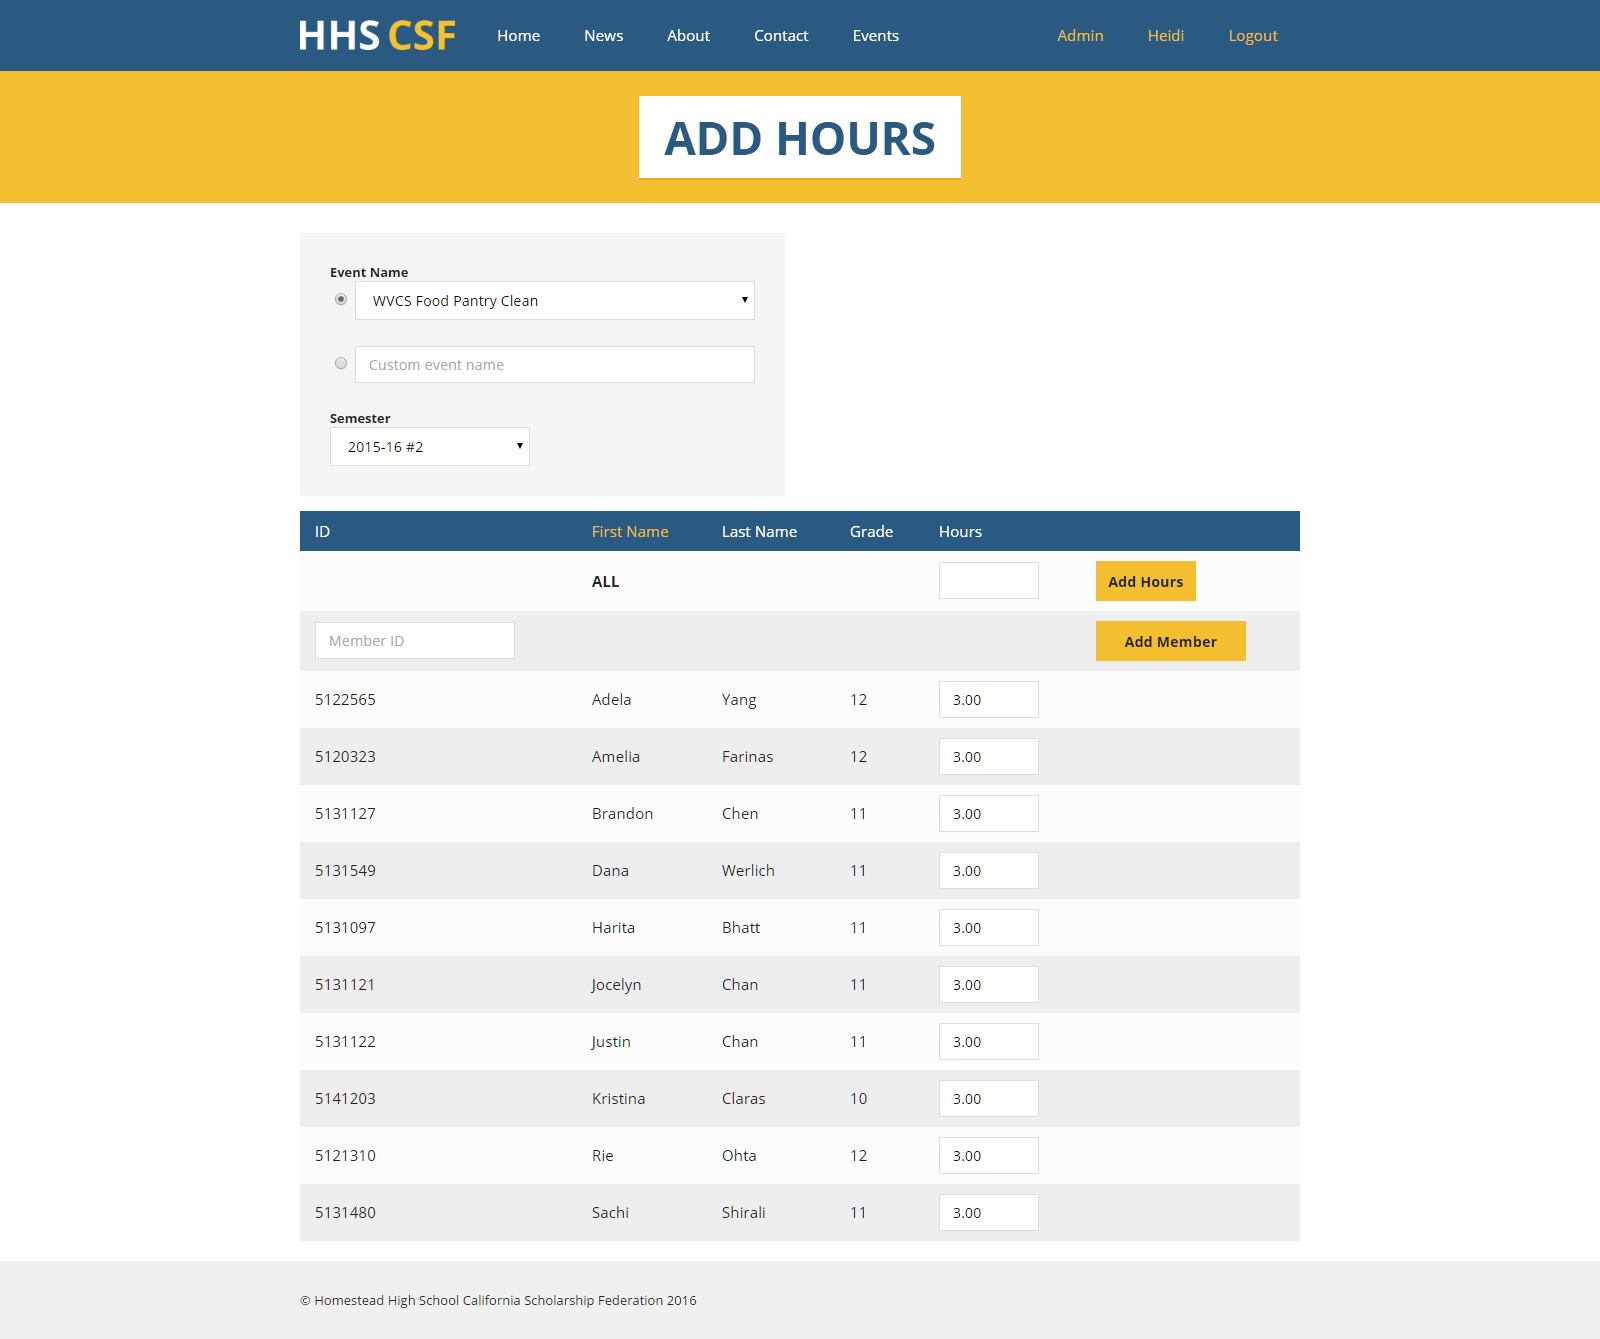 HHS CSF Home News About Contact Events Admin Heidi Logout
ADD HOURS
Event Name
WVCS Food Pantry Clean
Custom event name
Semester
2015-16 #2
ID First Name Last Name Grade Hours
ALL Add Hours
Member ID Add Member
5122565 Adela Yang 12 3.00
5120323 Amelia Farinas 12 3.00
5131127 Brandon Chen 11 3.00
5131549 Dana Werlich 11 3.00
5131097 Harita Bhatt 11 3.00
5131121 Jocelyn Chan 11 3.00
5131122 Justin Chan 11 3.00
5141203 Kristina Claras 10 3.00
5121310 Rie Ohta 12 3.00
5131480 Sachi Shirali 11 3.00
© Homestead High School California Scholarship Federation 2016